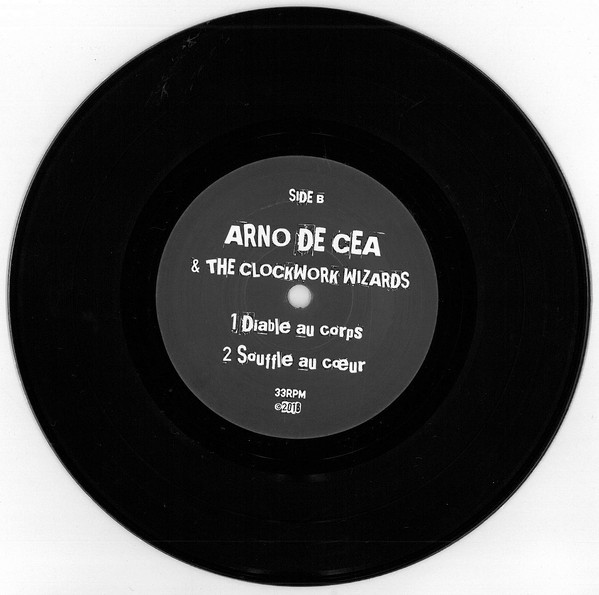 SIDE B
ARNO DE CEA
& THE CLOCKWORK WIZARDS
1 Diable au corps
2 Souffle au cœur
33RPM
©2018